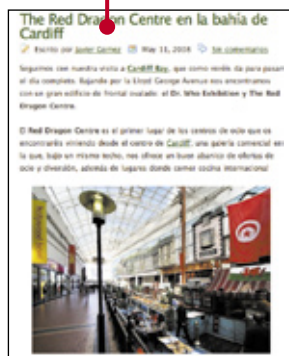 The Red Dragon Centre en la bahía de
Cardiff
Escrito por Javier Gómez May 11, 2008 Sin comentarios
Seguimos con nuestra visita a Cardiff Bay, que como veréis da para pasar
el día completo. Bajando por la Lloyd George Avenue nos encontramos
con un gran edificio de frontal ovalado: el Dr. Who Exhibition y The Red
Dragon Centre.
El Red Dragon Centre es el primer lugar de los centros de ocio que os
encontraréis viniendo desde el centro de Cardiff, una galería comercial en
la que, bajo un mismo techo, nos ofrece un buen abanico de ofertas de
ocio y diversión, además de lugares donde comer cocina internacional